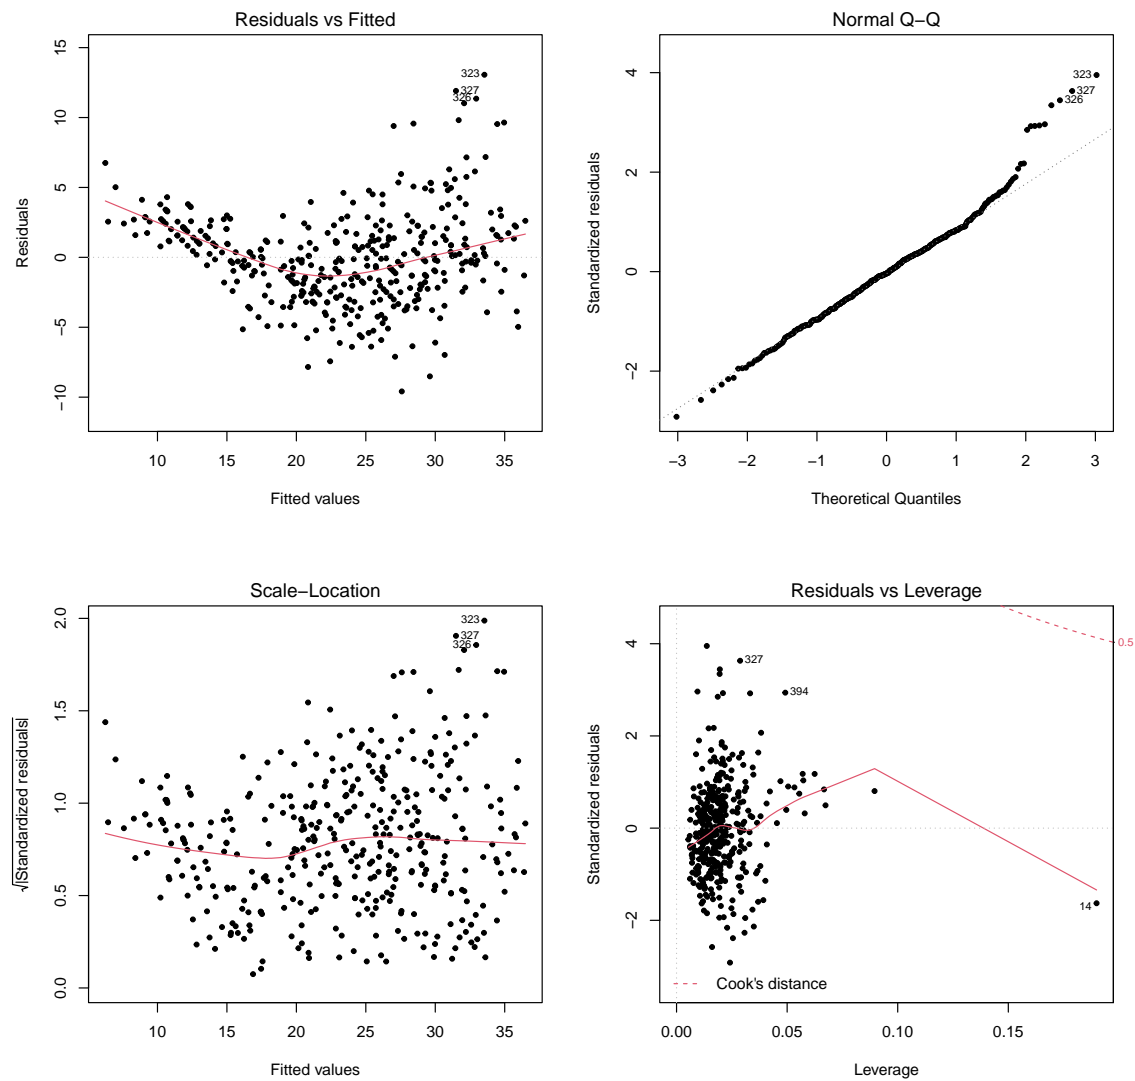 Residuals vs Fitted
Residuals
15
10
5
0
−5
−10
323
327
326
10 15 20 25 30 35
Fitted values
Normal Q−Q
Standardized residuals
4
2
0
−2
323
327
326
−3 −2 −1 0 1 2 3
Theoretical Quantiles
Scale−Location
√|Standardized residuals|
2.0
1.5
1.0
0.5
0.0
323
327
326
10 15 20 25 30 35
Fitted values
Residuals vs Leverage
Standardized residuals
4
2
0
−2
0.5
327
394
14
Cook's distance
0.00 0.05 0.10 0.15
Leverage